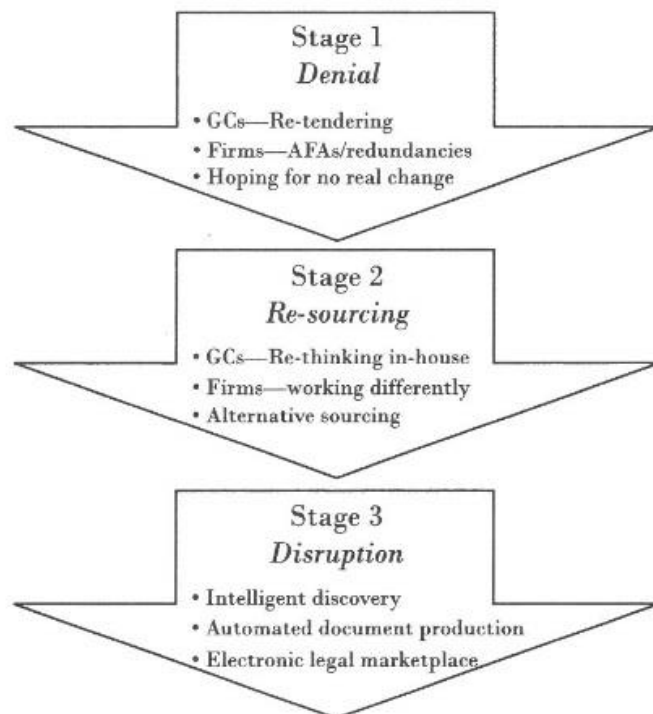 Stage 1
Denial
• GCs—Re-tendering
• Firms—AFAs/redundancies
• Hoping for no real change
Stage 2
Re-sourcing
• GCs—Re-thinking in-house
• Firms—working differently
• Alternative sourcing
Stage 3
Disruption
• Intelligent discovery
• Automated document production
• Electronic legal marketplace